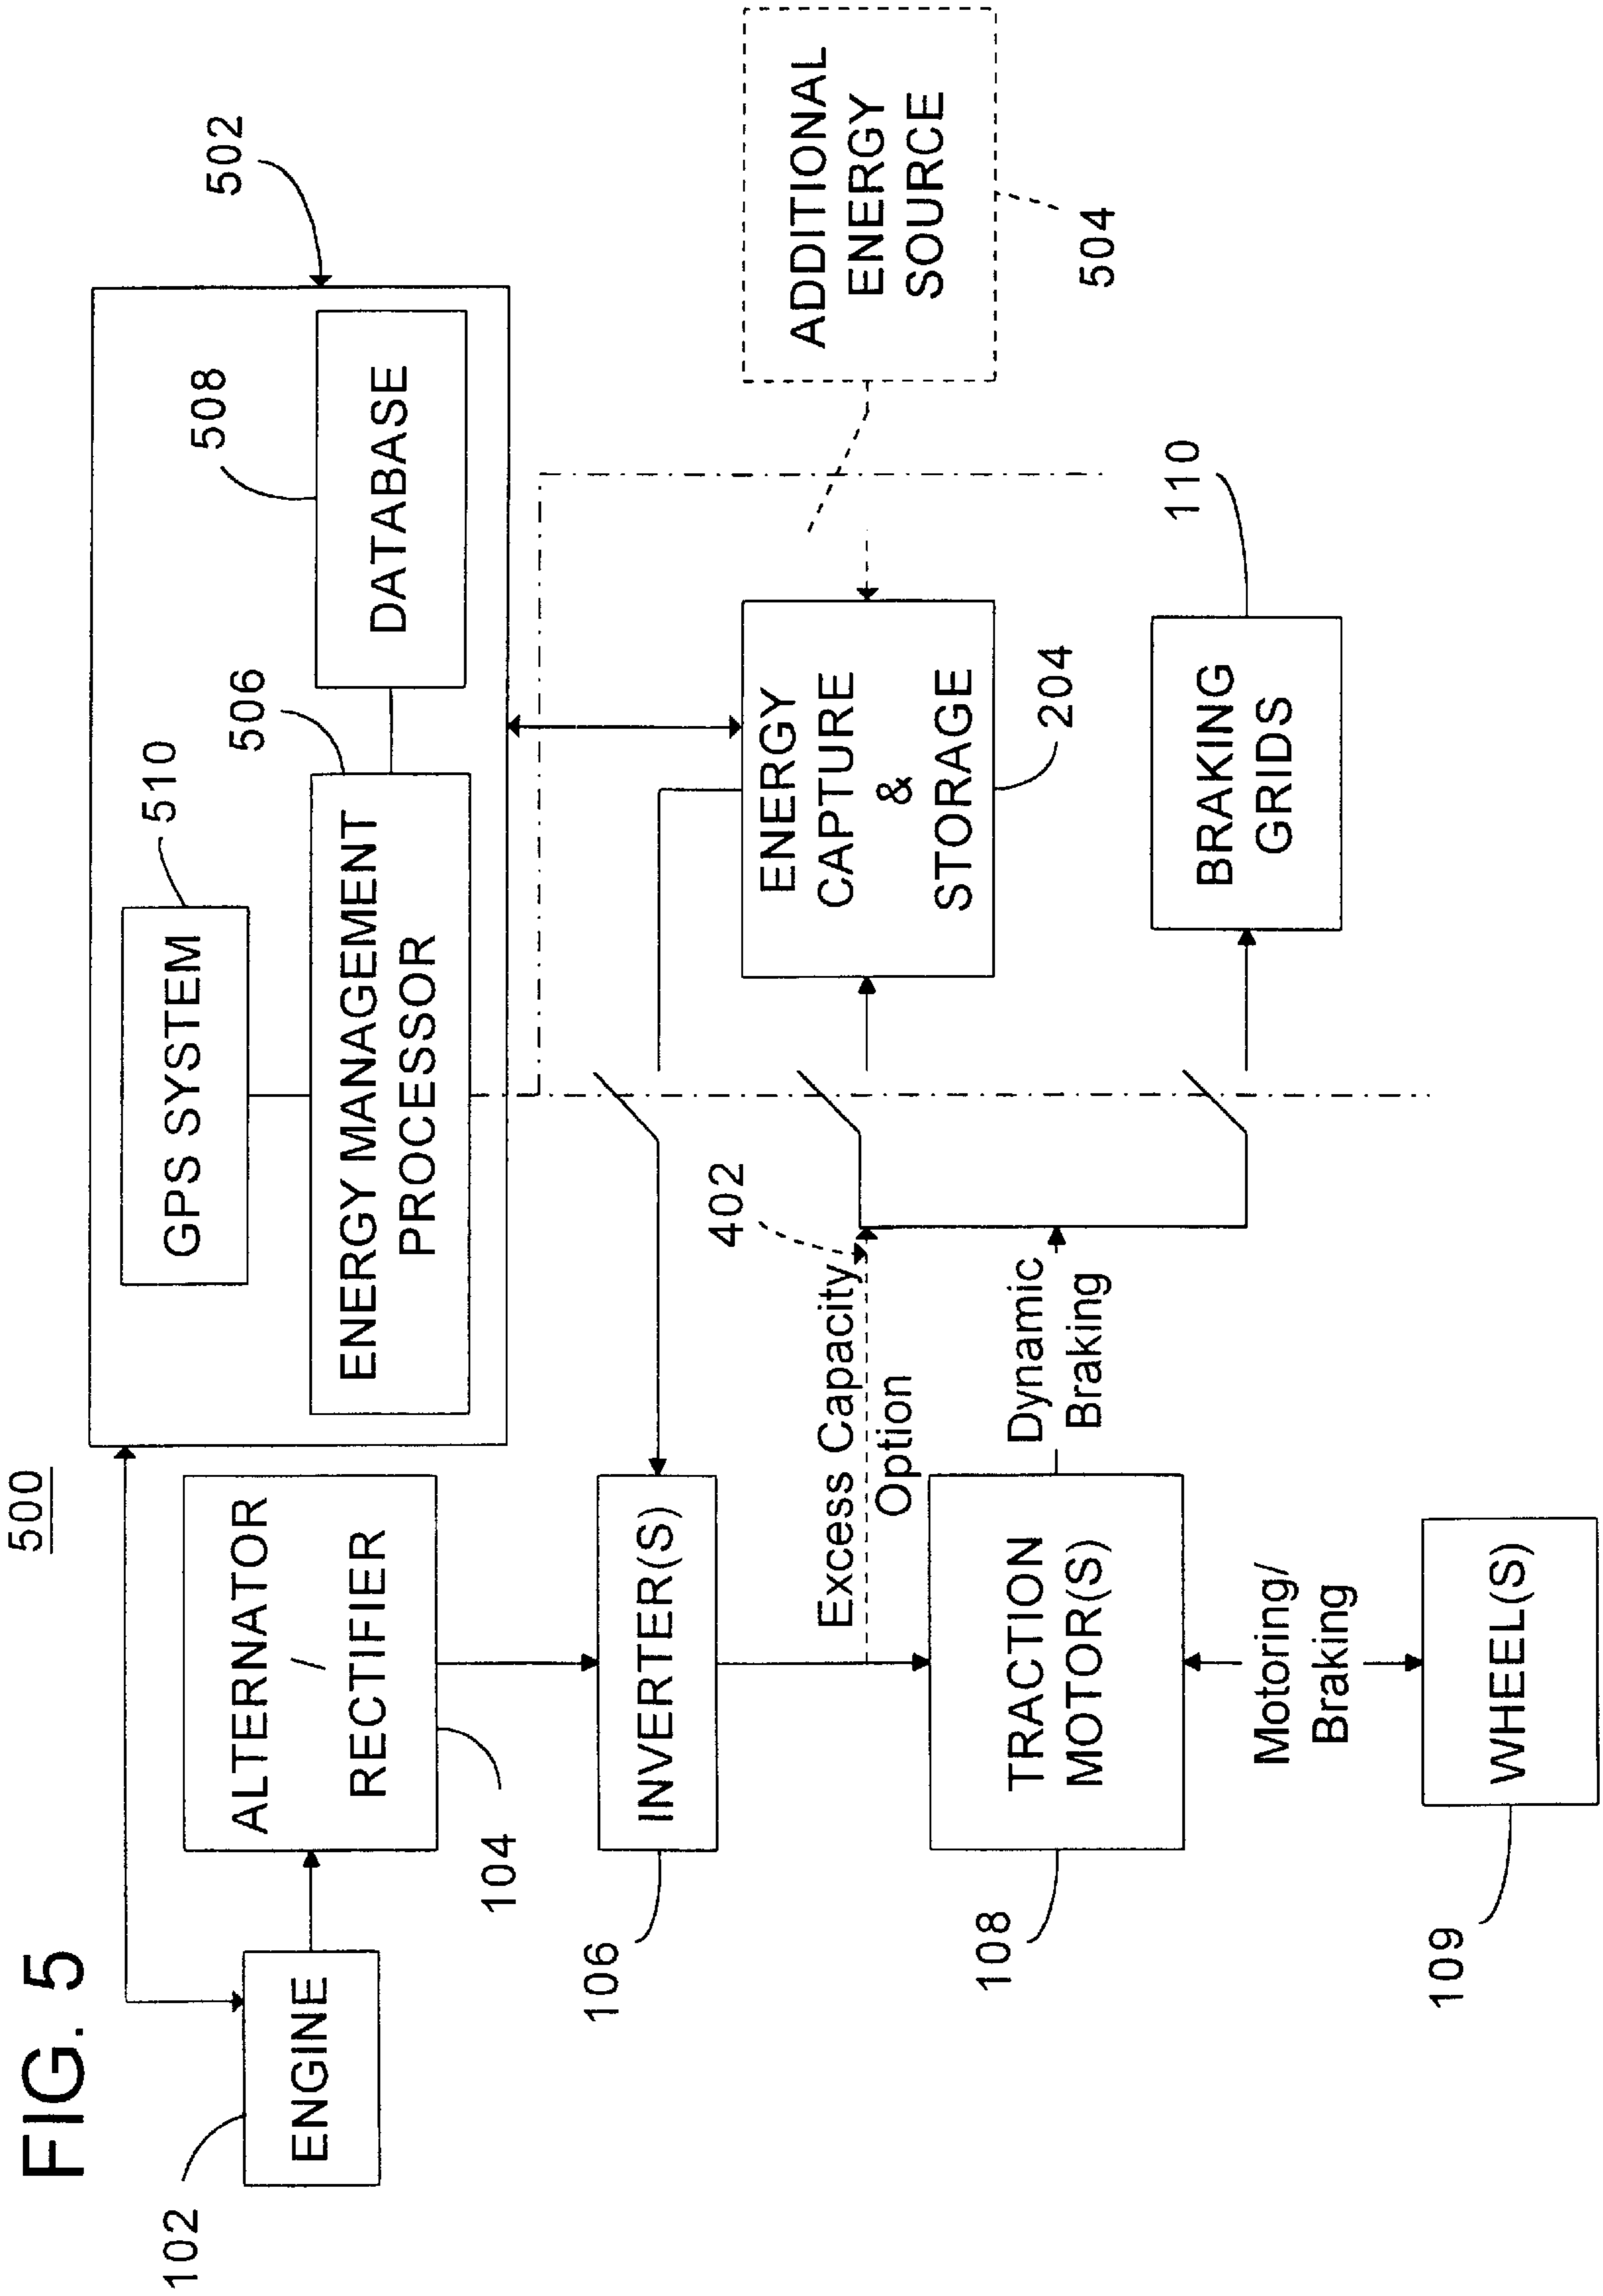 FIG. 5
500
502
510
GPS SYSTEM
506
ENERGY MANAGEMENT
PROCESSOR
508
DATABASE
102
ENGINE
ALTERNATOR
/
RECTIFIER
104
106
INVERTER(S)
402
Excess Capacity
Option
ENERGY
CAPTURE
&
STORAGE
204
ADDITIONAL
ENERGY
SOURCE
504
108
TRACTION
MOTOR(S)
Dynamic
Braking
BRAKING
GRIDS
110
Motoring/
Braking
109
WHEEL(S)